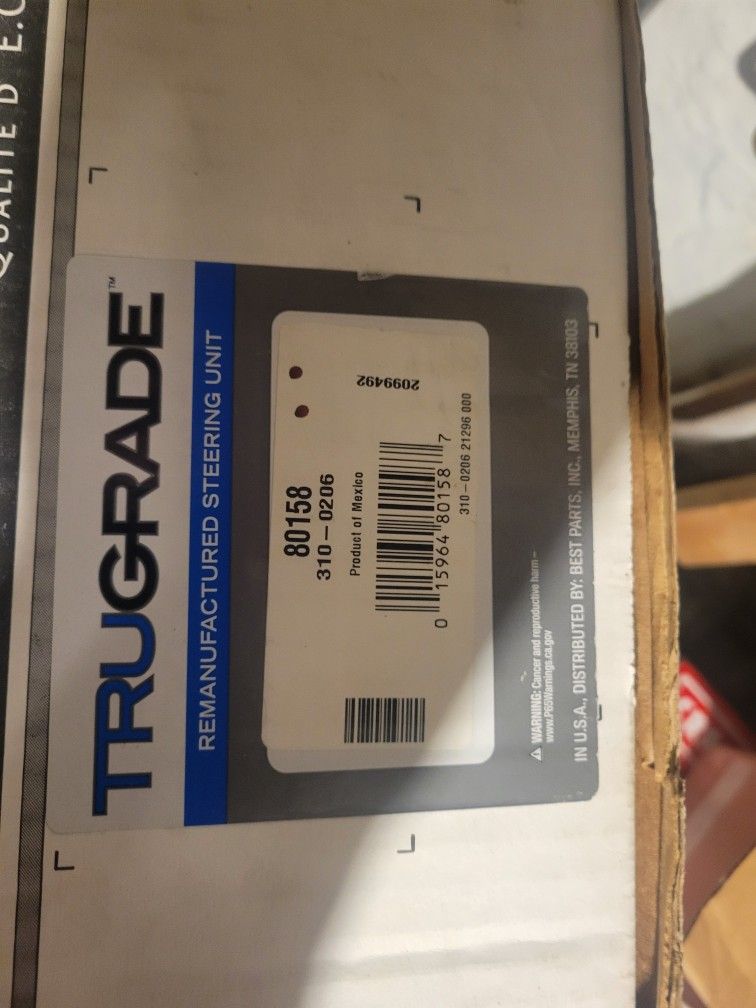 QUALITÉ D'E.O
TRUGRADE™
REMANUFACTURED STEERING UNIT
80158
310-0206
Product of Mexico
2099492
0 15964 80158 7
310-0206 21296 000
⚠ WARNING: Cancer and reproductive harm –
www.P65Warnings.ca.gov
IN U.S.A., DISTRIBUTED BY: BEST PARTS, INC., MEMPHIS, TN 38103